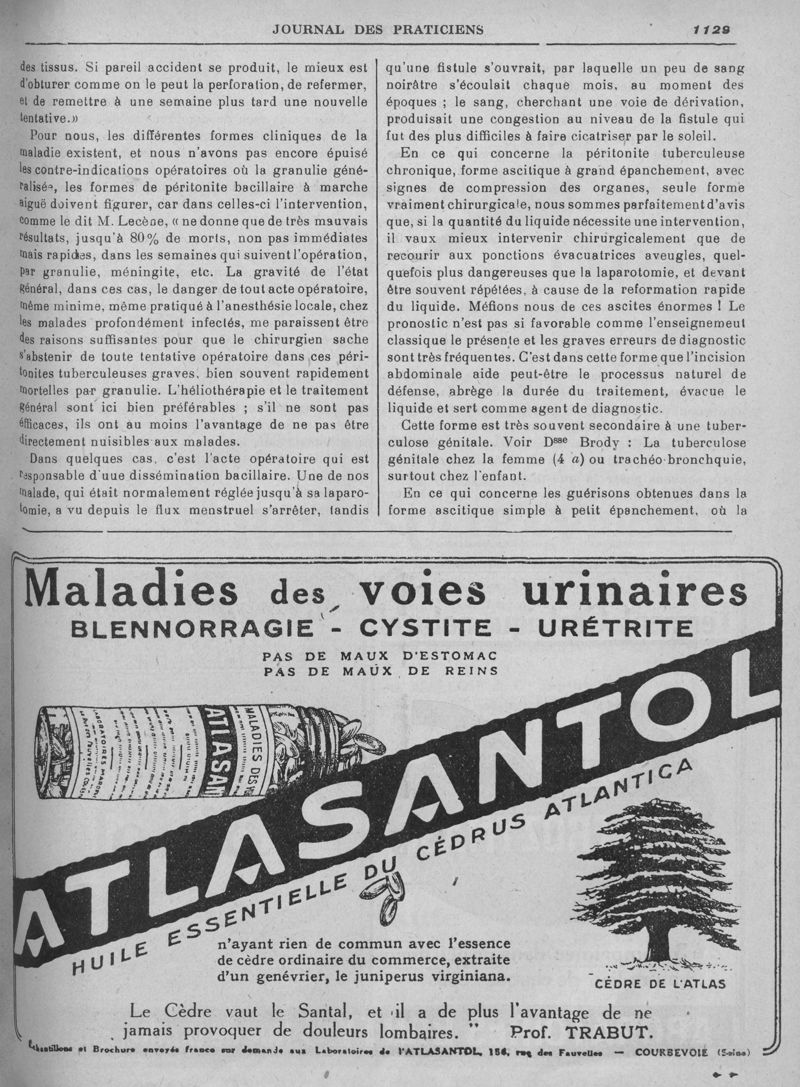 JOURNAL DES PRATICIENS
1129
des tissus. Si pareil accident se produit, le mieux est
d'obturer comme on le peut la perforation, de refermer,
et de remettre à une semaine plus tard une nouvelle
tentative.»
Pour nous, les différentes formes cliniques de la
maladie existent, et nous n'avons pas encore épuisé
les contre-indications opératoires où la granulie géné-
ralisée, les formes de péritonite bacillaire à marche
aiguë doivent figurer, car dans celles-ci l'intervention,
comme le dit M. Lecène, « ne donne que de très mauvais
résultats, jusqu'à 80% de morts, non pas immédiates
mais rapides, dans les semaines qui suivent l'opération,
par granulie, méningite, etc. La gravité de l'état
général, dans ces cas, le danger de tout acte opératoire,
même minime, même pratiqué à l'anesthésie locale, chez
les malades profondément infectés, me paraissent être
des raisons suffisantes pour que le chirurgien sache
s'abstenir de toute tentative opératoire dans ces péri-
tonites tuberculeuses graves, bien souvent rapidement
mortelles par granulie. L'héliothérapie et le traitement
général sont ici bien préférables ; s'il ne sont pas
éfficaces, ils ont au moins l'avantage de ne pas être
directement nuisibles aux malades.
Dans quelques cas, c'est l'acte opératoire qui est
responsable d'uue dissémination bacillaire. Une de nos
malade, qui était normalement réglée jusqu'à sa laparo-
tomie, a vu depuis le flux menstruel s'arrêter, tandis
qu'une fistule s'ouvrait, par laquelle un peu de sang
noirâtre s'écoulait chaque mois, au moment des
époques ; le sang, cherchant une voie de dérivation,
produisait une congestion au niveau de la fistule qui
fut des plus difficiles à faire cicatriser par le soleil.
En ce qui concerne la péritonite tuberculeuse
chronique, forme ascitique à grand épanchement, avec
signes de compression des organes, seule forme
vraiment chirurgicale, nous sommes parfaitement d'avis
que, si la quantité du liquide nécessite une intervention,
il vaux mieux intervenir chirurgicalement que de
recourir aux ponctions évacuatrices aveugles, quel-
quefois plus dangereuses que la laparotomie, et devant
être souvent répétées, à cause de la reformation rapide
du liquide. Méfions nous de ces ascites énormes ! Le
pronostic n'est pas si favorable comme l'enseignemeut
classique le présente et les graves erreurs de diagnostic
sont très fréquentes. C'est dans cette forme que l'incision
abdominale aide peut-être le processus naturel de
défense, abrège la durée du traitement, évacue le
liquide et sert comme agent de diagnostic.
Cette forme est très souvent secondaire à une tuber-
culose génitale. Voir Dsse Brody : La tuberculose
génitale chez la femme (4 a) ou trachéo-bronchquie,
surtout chez l'enfant.
En ce qui concerne les guérisons obtenues dans la
forme ascitique simple à petit épanchement, où la
Maladies des voies urinaires
BLENNORRAGIE - CYSTITE - URÉTRITE
PAS DE MAUX D'ESTOMAC
PAS DE MAUX DE REINS
ATLASANTOL
MALADIES DES
ATLASAN
HUILE ESSENTIELLE DU CÉDRUS ATLANTICA
n'ayant rien de commun avec l'essence
de cèdre ordinaire du commerce, extraite
d'un genévrier, le juniperus virginiana.
CÈDRE DE L'ATLAS
Le Cèdre vaut le Santal, et il a de plus l'avantage de ne
jamais provoquer de douleurs lombaires. " Prof. TRABUT.
Échantillons et Brochure envoyés franco sur demande aux Laboratoires de l'ATLASANTOL, 156, rue des Fauvelles — COURBEVOIE (Seine)